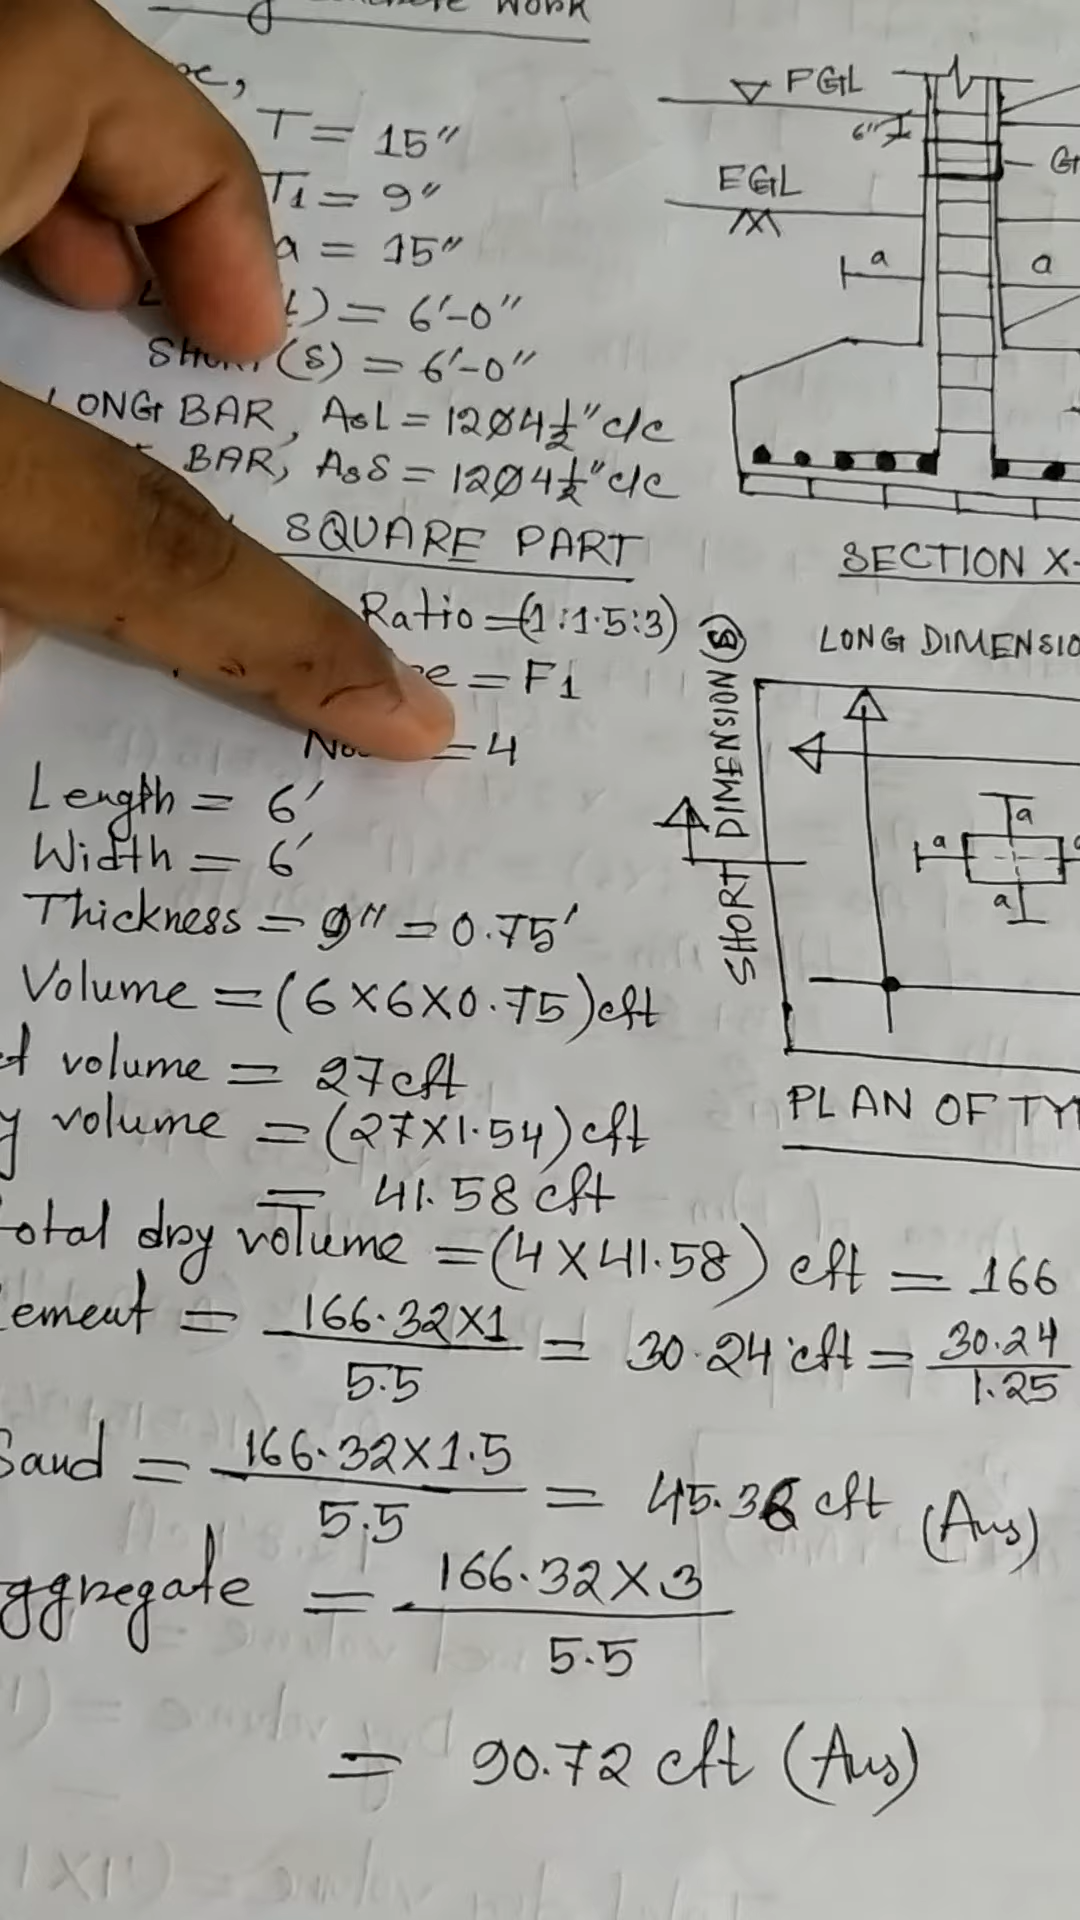 WORK
T = 15"
T1 = 9"
a = 15"
L) = 6'-0"
SHORT (S) = 6'-0"
LONG BAR, AsL = 12Ø4½" c/c
BAR, AsS = 12Ø4½" c/c
SQUARE PART
Ratio = (1:1.5:3)
= F1
= 4
Length = 6'
Width = 6'
Thickness = 9" = 0.75'
Volume = (6×6×0.75) cft
volume = 27 cft
volume = (27×1.54) cft
= 41.58 cft
total dry volume = (4×41.58) cft = 166
ement = 166.32×1 / 5.5 = 30.24 cft = 30.24 / 1.25
Sand = 166.32×1.5 / 5.5 = 45.36 cft (Ans)
ggregate = 166.32×3 / 5.5
= 90.72 cft (Ans)
FGL
6"
G
EGL
a
a
SECTION X-
LONG DIMENSIO
SHORT DIMENSION (S)
a
a
a
a
PLAN OF TY